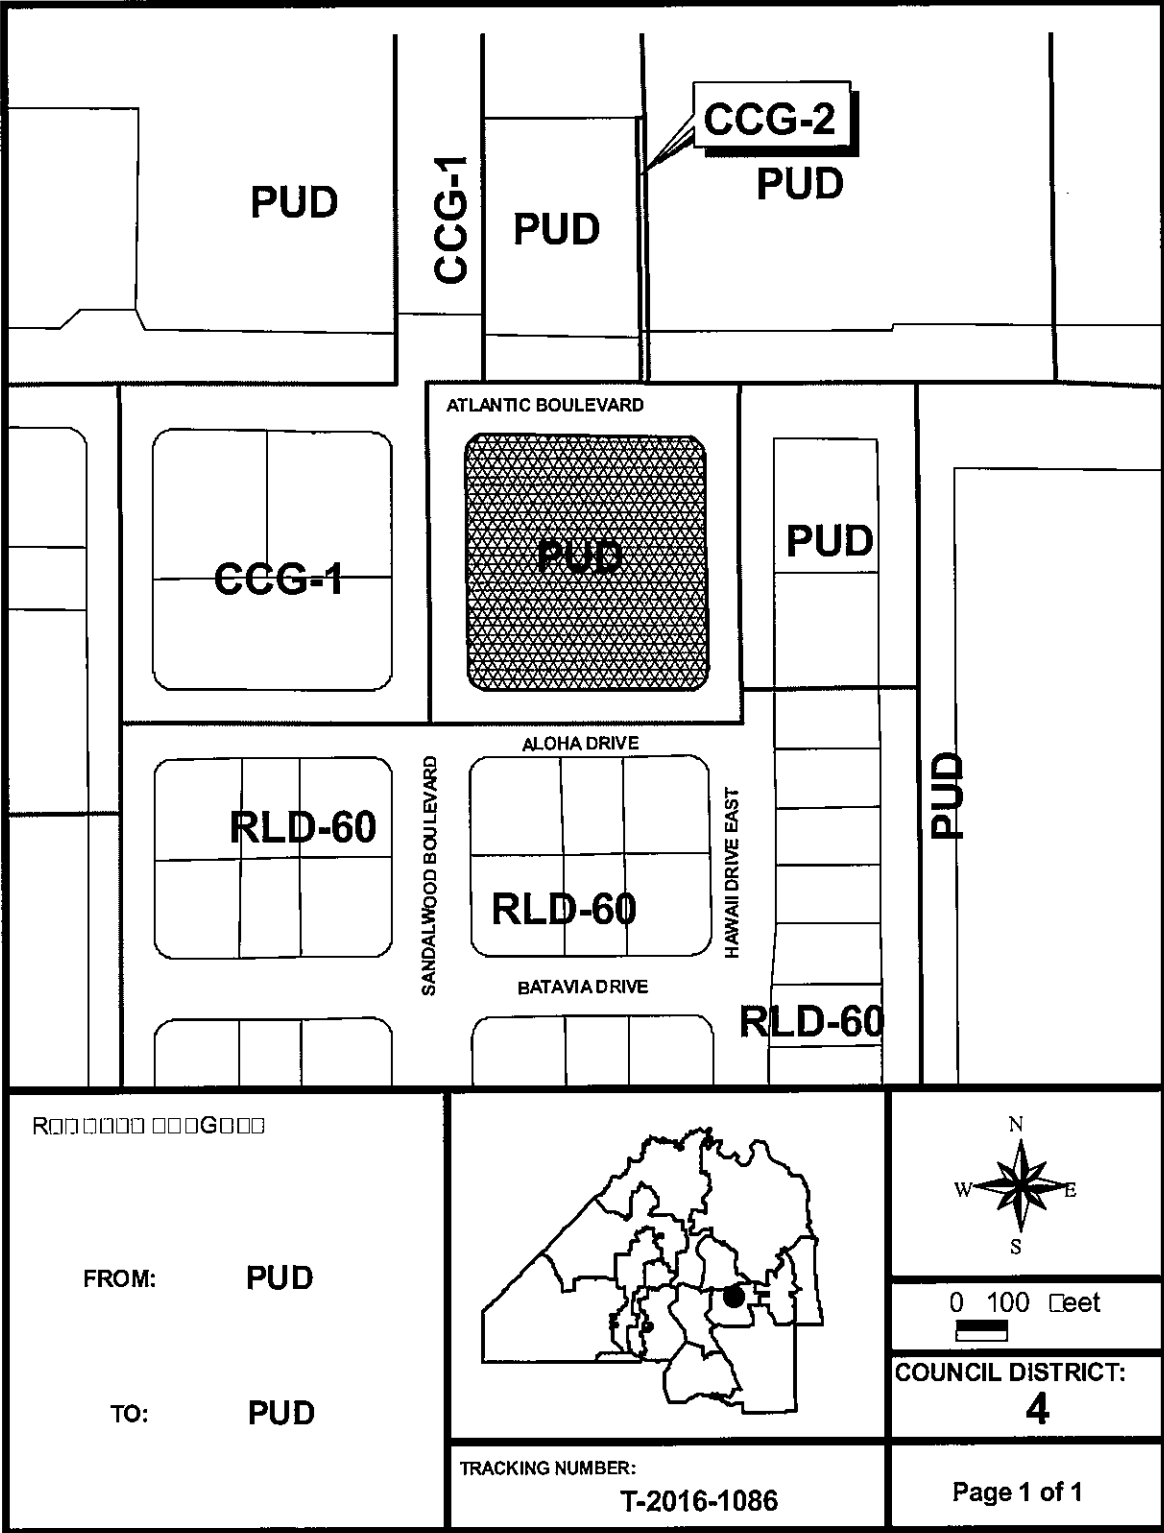 CCG-2
PUD
CCG-1
PUD
PUD
ATLANTIC BOULEVARD
PUD
PUD
CCG-1
ALOHA DRIVE
SANDALWOOD BOULEVARD
RLD-60
HAWAII DRIVE EAST
PUD
RLD-60
BATAVIA DRIVE
RLD-60
N
W E
S
FROM: PUD
0 100 eet
COUNCIL DISTRICT:
4
TO: PUD
TRACKING NUMBER:
T-2016-1086
Page 1 of 1